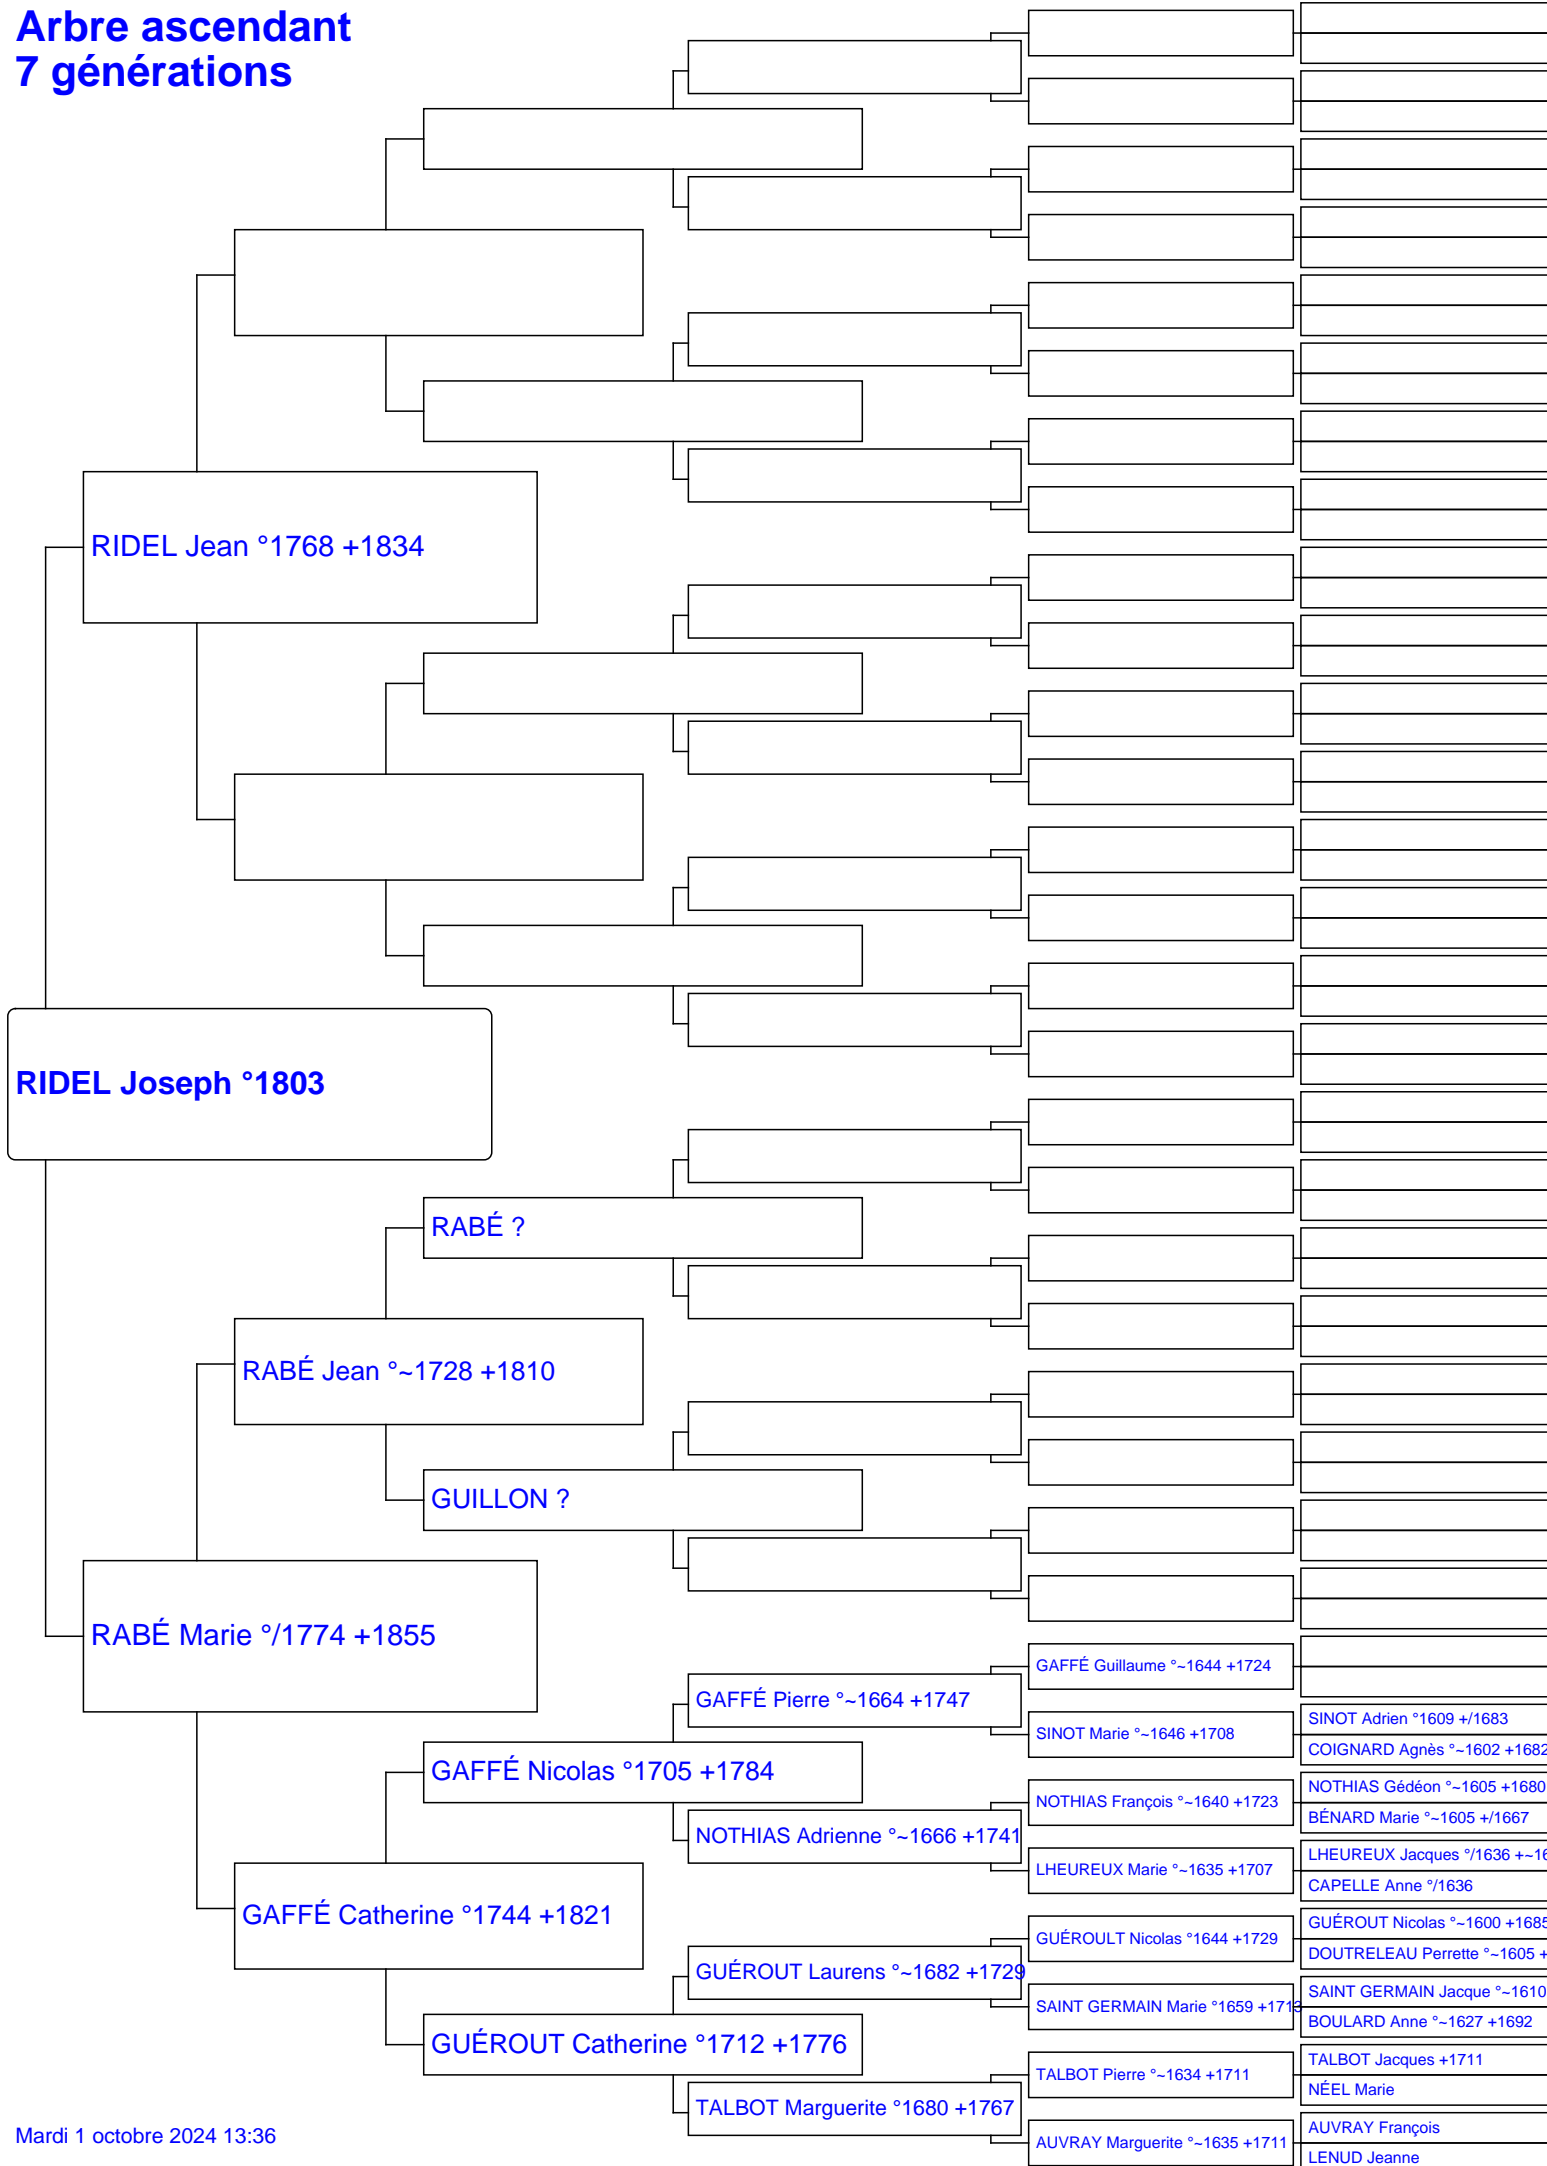 Arbre ascendant
7 générations
RIDEL Jean °1768 +1834
RIDEL Joseph °1803
RABÉ ?
RABÉ Jean °~1728 +1810
GUILLON ?
RABÉ Marie °/1774 +1855
GAFFÉ Guillaume °~1644 +1724
GAFFÉ Pierre °~1664 +1747
SINOT Adrien °1609 +/1683
SINOT Marie °~1646 +1708
COIGNARD Agnès °~1602 +1682
GAFFÉ Nicolas °1705 +1784
NOTHIAS Gédéon °~1605 +1680
NOTHIAS François °~1640 +1723
BÉNARD Marie °~1605 +/1667
NOTHIAS Adrienne °~1666 +1741
LHEUREUX Jacques °/1636 +~16
LHEUREUX Marie °~1635 +1707
CAPELLE Anne °/1636
GAFFÉ Catherine °1744 +1821
GUÉROUT Nicolas °~1600 +1685
GUÉROULT Nicolas °1644 +1729
DOUTRELEAU Perrette °~1605 +
GUÉROUT Laurens °~1682 +1729
SAINT GERMAIN Jacque °~1610
SAINT GERMAIN Marie °1659 +1713
BOULARD Anne °~1627 +1692
GUÉROUT Catherine °1712 +1776
TALBOT Jacques +1711
TALBOT Pierre °~1634 +1711
NÉEL Marie
TALBOT Marguerite °1680 +1767
AUVRAY François
AUVRAY Marguerite °~1635 +1711
LENUD Jeanne
Mardi 1 octobre 2024 13:36